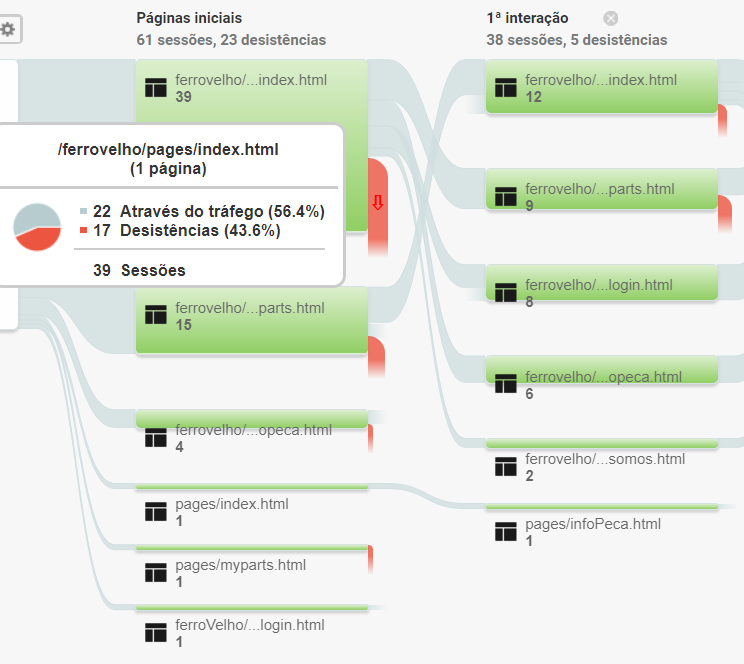 Páginas iniciais
61 sessões, 23 desistências
1ª interação
38 sessões, 5 desistências
ferrovelho/...index.html
39
/ferrovelho/pages/index.html
(1 página)
22 Através do tráfego (56.4%)
17 Desistências (43.6%)
39 Sessões
ferrovelho/...parts.html
15
ferrovelho/...opeca.html
4
pages/index.html
1
pages/myparts.html
1
ferroVelho/...login.html
1
ferrovelho/...index.html
12
ferrovelho/...parts.html
9
ferrovelho/...login.html
8
ferrovelho/...opeca.html
6
ferrovelho/...somos.html
2
pages/infoPeca.html
1